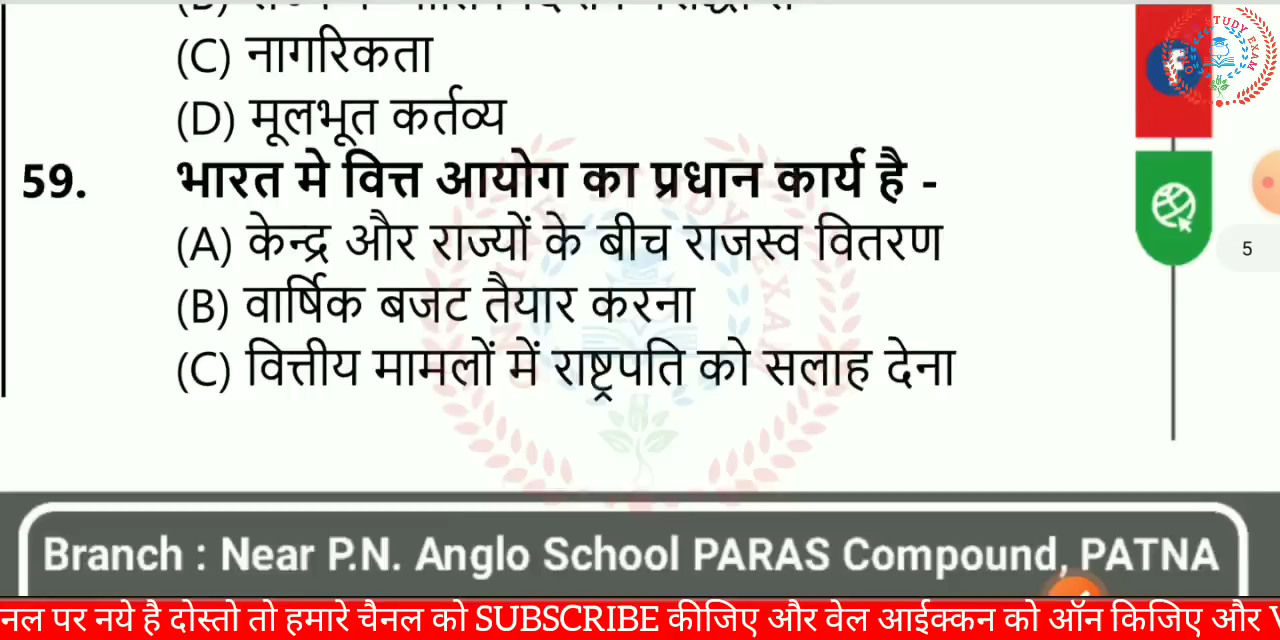 (C) नागरिकता
(D) मूलभूत कर्तव्य
59. भारत मे वित्त आयोग का प्रधान कार्य है -
(A) केन्द्र और राज्यों के बीच राजस्व वितरण
(B) वार्षिक बजट तैयार करना
5
(C) वित्तीय मामलों में राष्ट्रपति को सलाह देना
Branch : Near P.N. Anglo School PARAS Compound, PATNA
नल पर नये है दोस्तो तो हमारे चैनल को SUBSCRIBE कीजिए और वेल आईक्कन को ऑन किजिए और